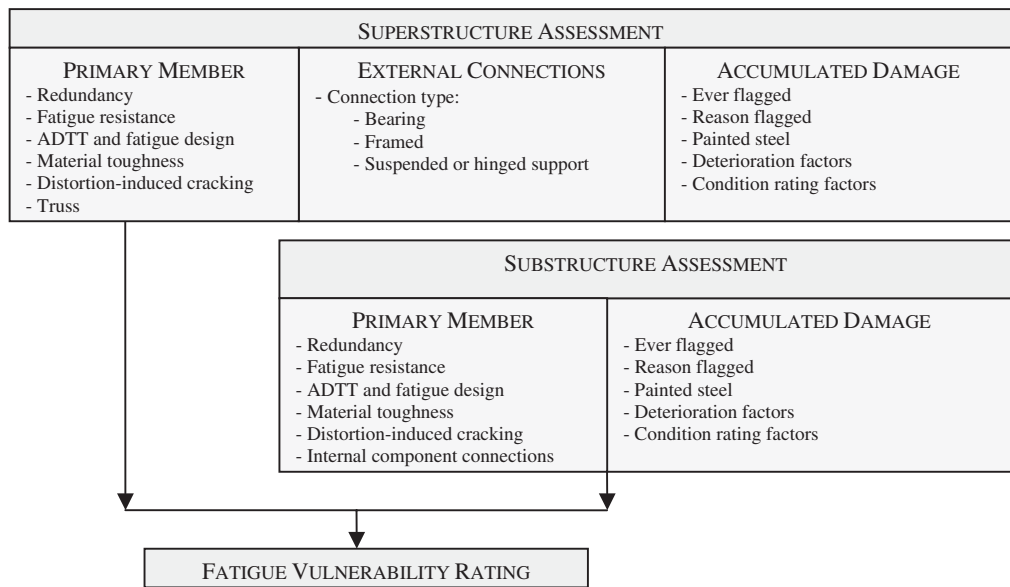 SUPERSTRUCTURE ASSESSMENT
PRIMARY MEMBER
- Redundancy
- Fatigue resistance
- ADTT and fatigue design
- Material toughness
- Distortion-induced cracking
- Truss
EXTERNAL CONNECTIONS
- Connection type:
- Bearing
- Framed
- Suspended or hinged support
ACCUMULATED DAMAGE
- Ever flagged
- Reason flagged
- Painted steel
- Deterioration factors
- Condition rating factors
SUBSTRUCTURE ASSESSMENT
PRIMARY MEMBER
- Redundancy
- Fatigue resistance
- ADTT and fatigue design
- Material toughness
- Distortion-induced cracking
- Internal component connections
ACCUMULATED DAMAGE
- Ever flagged
- Reason flagged
- Painted steel
- Deterioration factors
- Condition rating factors
FATIGUE VULNERABILITY RATING